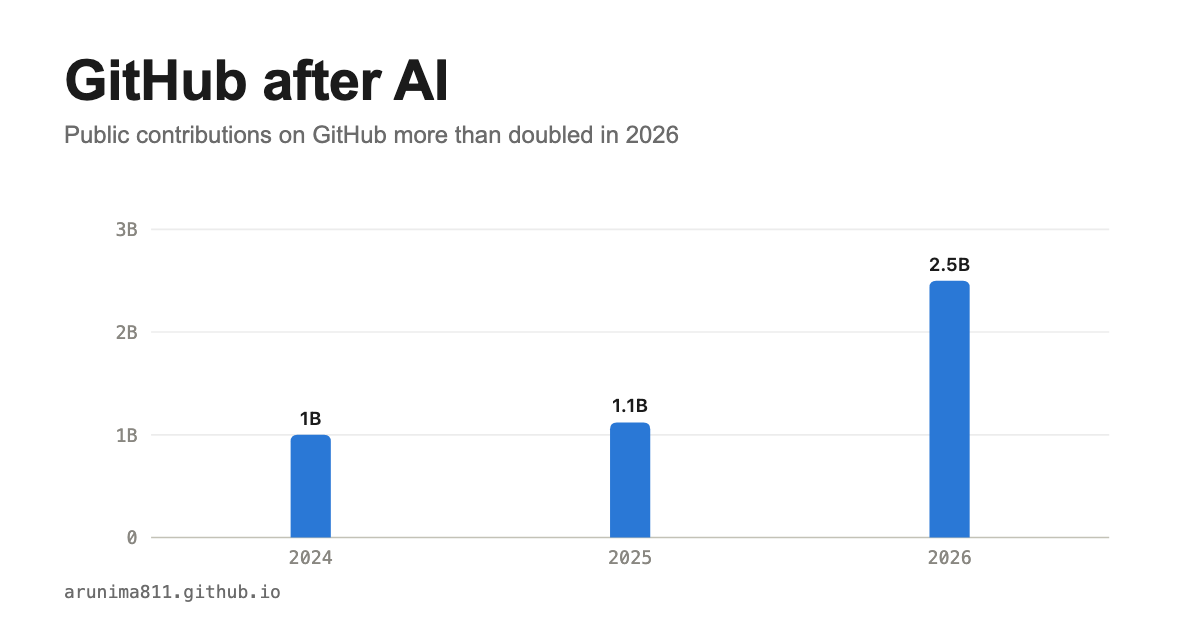 GitHub after AI
Public contributions on GitHub more than doubled in 2026
3B
2.5B
2B
1.1B
1B
1B
0
2024 2025 2026
arunima811.github.io